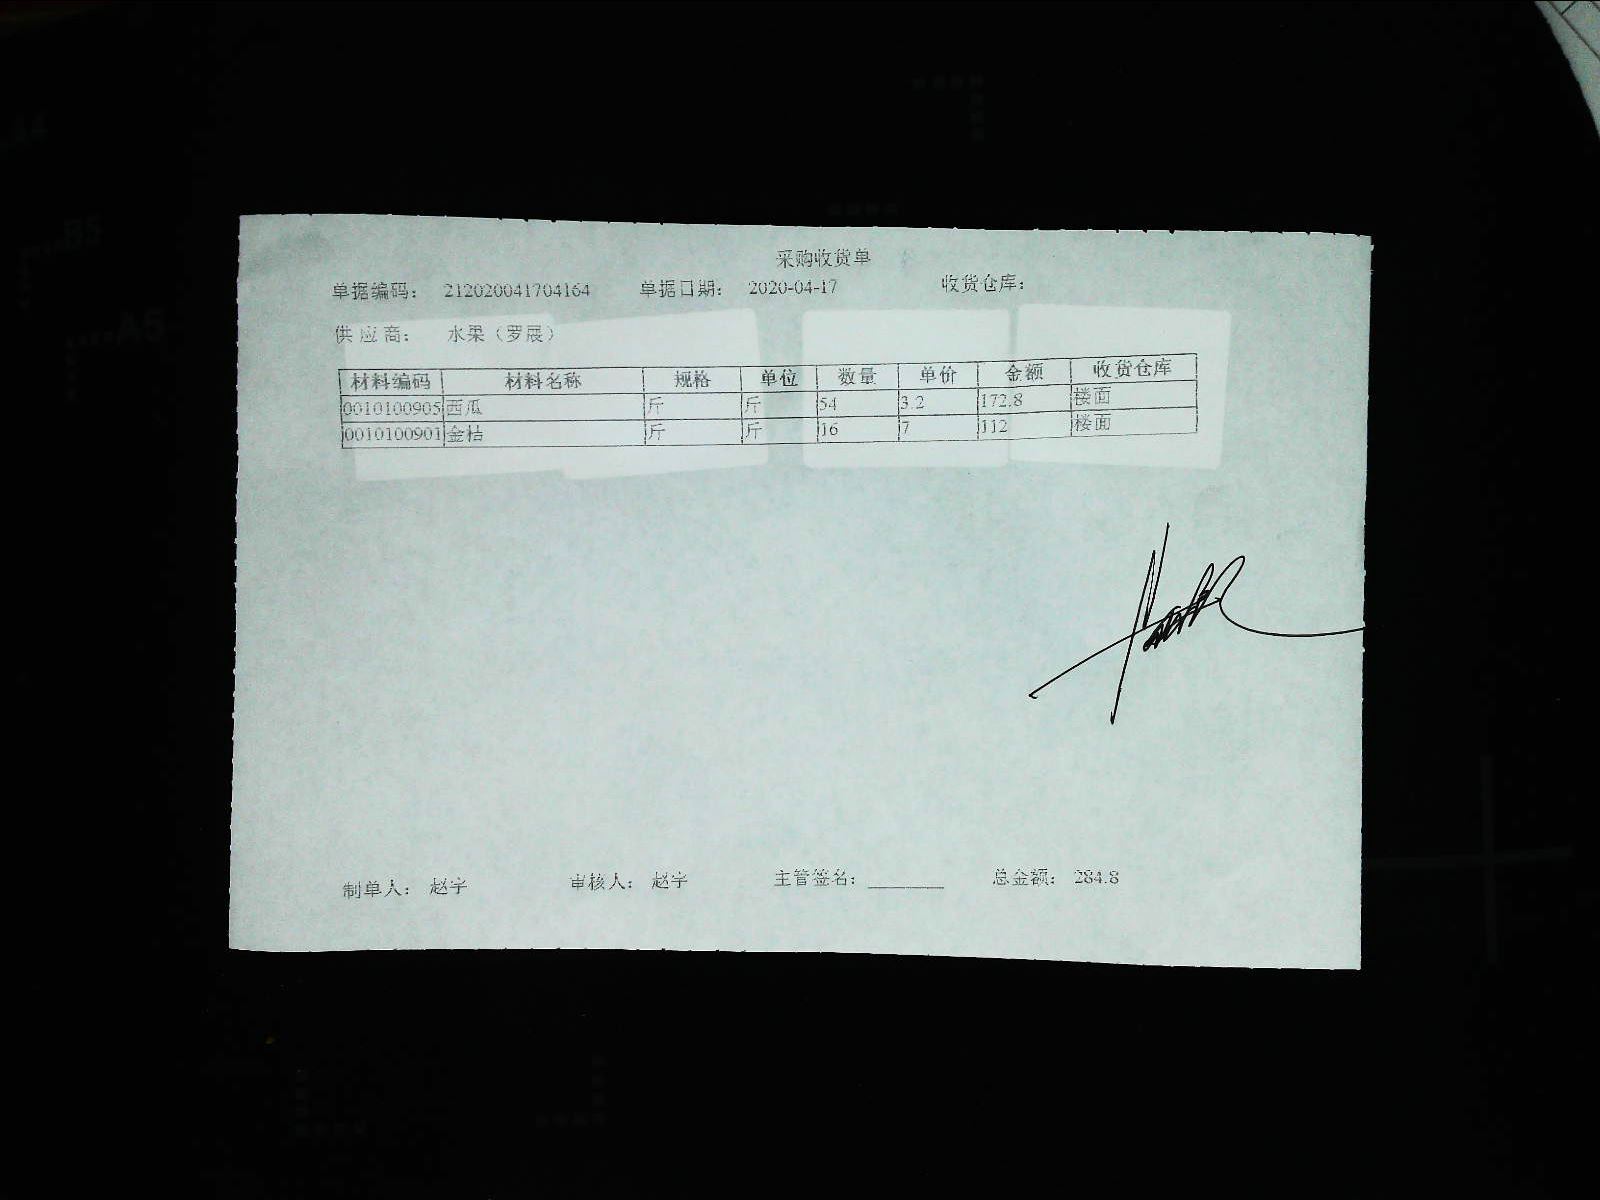 采购收货单
单据编码： 212020041704164 单据日期： 2020-04-17 收货仓库：
供应商： 水果（罗展）
材料编码 材料名称 规格 单位 数量 单价 金额 收货仓库
0010100905 西瓜 斤 斤 54 3.2 172.8 楼面
0010100901 金桔 斤 斤 16 7 112 楼面
制单人： 赵宇 审核人： 赵宇 主管签名： 总金额： 284.8
A4
B5
A5